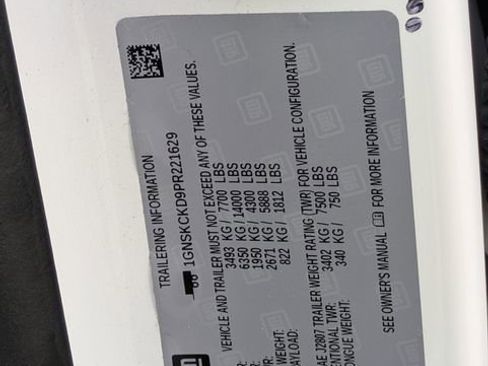 TRAILERING INFORMATION
1GNSKCKD9PR221629
VEHICLE AND TRAILER MUST NOT EXCEED ANY OF THESE VALUES.
3493 KG / 7700 LBS
6350 KG / 14000 LBS
1950 KG / 4300 LBS
2671 KG / 5888 LBS
WEIGHT: 822 KG / 1812 LBS
AYLOAD:
AE J2807 TRAILER WEIGHT RATING (TWR) FOR VEHICLE CONFIGURATION.
ENTIONAL TWR: 3402 KG / 7500 LBS
ONGUE WEIGHT: 340 KG / 750 LBS
SEE OWNER'S MANUAL FOR MORE INFORMATION